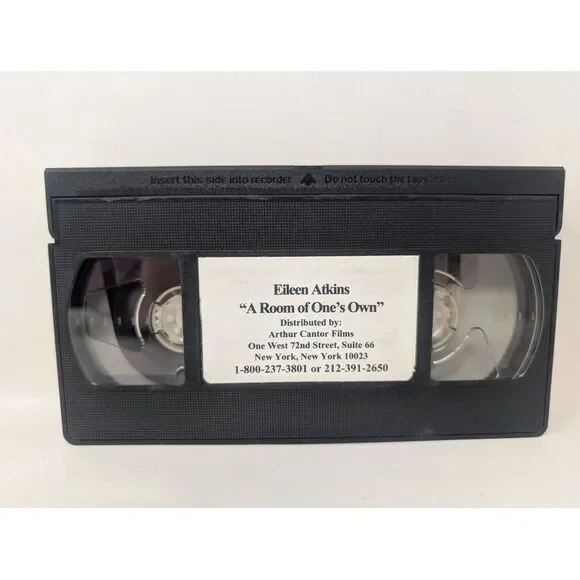 Insert this side into recorder Do not touch the tape
Eileen Atkins
“A Room of One’s Own”
Distributed by:
Arthur Cantor Films
One West 72nd Street, Suite 66
New York, New York 10023
1-800-237-3801 or 212-391-2650